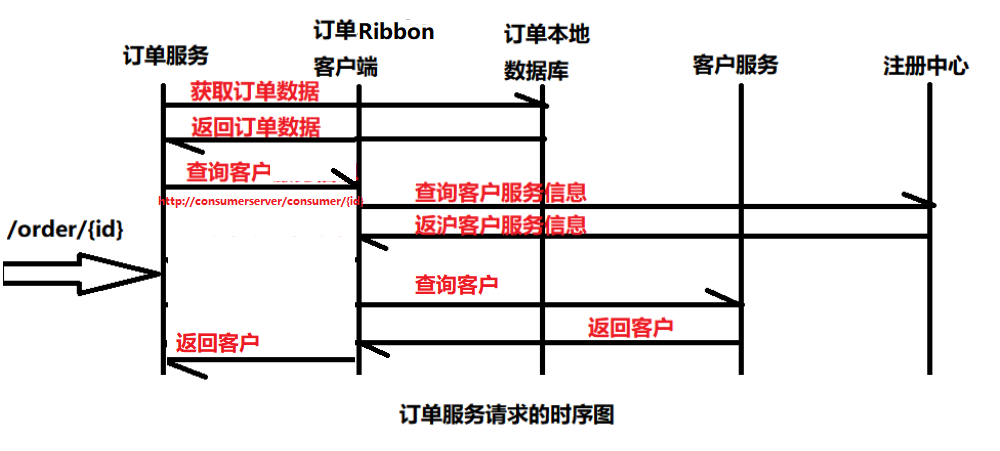 订单服务
订单Ribbon
客户端
订单本地
数据库
客户服务
注册中心
获取订单数据
返回订单数据
查询客户
http://consumerserver/consumer/{id}
查询客户服务信息
返沪客户服务信息
/order/{id}
查询客户
返回客户
返回客户
订单服务请求的时序图